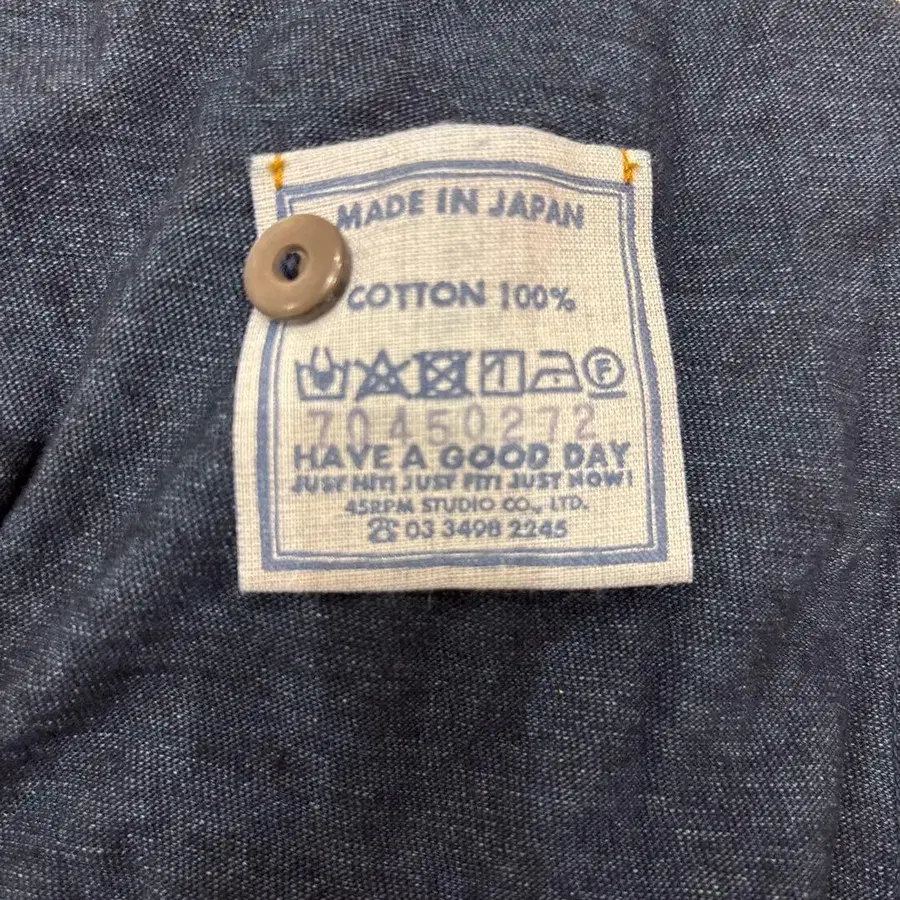 MADE IN JAPAN
COTTON 100%
F
70450272
HAVE A GOOD DAY
JUST HIT! JUST FIT! JUST NOW!
45RPM STUDIO CO., LTD.
☎ 03 3498 2245